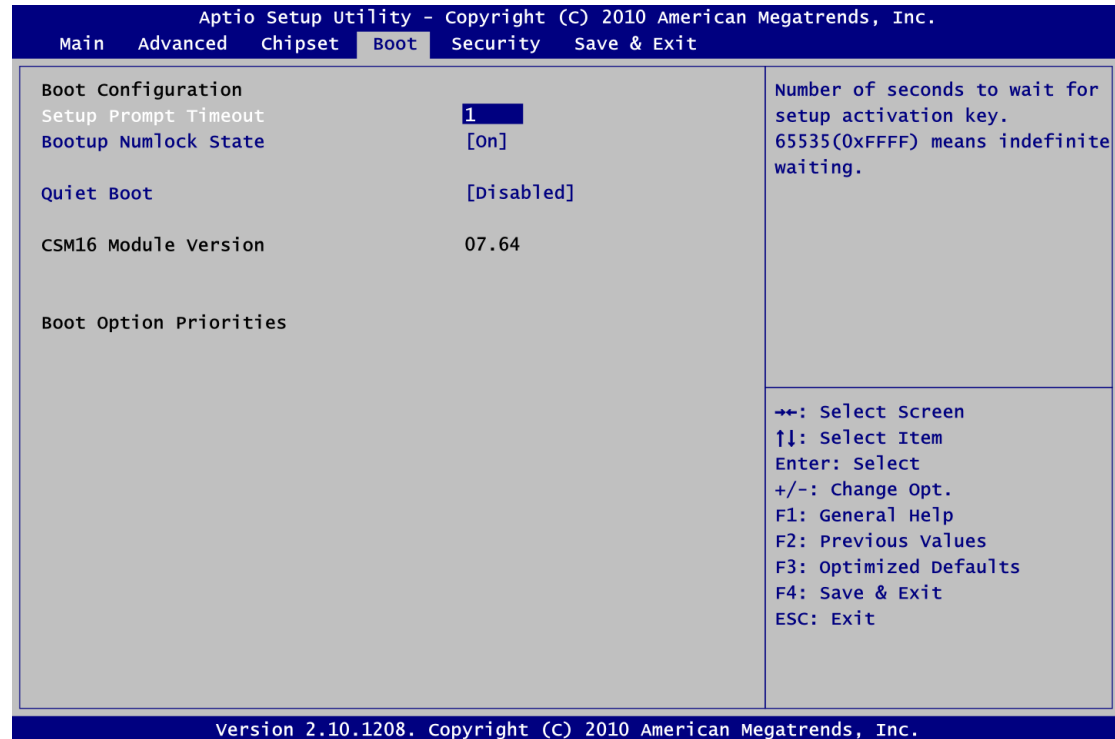 Aptio Setup Utility - Copyright (C) 2010 American Megatrends, Inc.
Main Advanced Chipset Boot Security Save & Exit
Boot Configuration
Setup Prompt Timeout 1
Bootup Numlock State [On]
Quiet Boot [Disabled]
CSM16 Module Version 07.64
Boot Option Priorities
Number of seconds to wait for
setup activation key.
65535(0xFFFF) means indefinite
waiting.
→←: Select Screen
↑↓: Select Item
Enter: Select
+/-: Change Opt.
F1: General Help
F2: Previous Values
F3: Optimized Defaults
F4: Save & Exit
ESC: Exit
Version 2.10.1208. Copyright (C) 2010 American Megatrends, Inc.